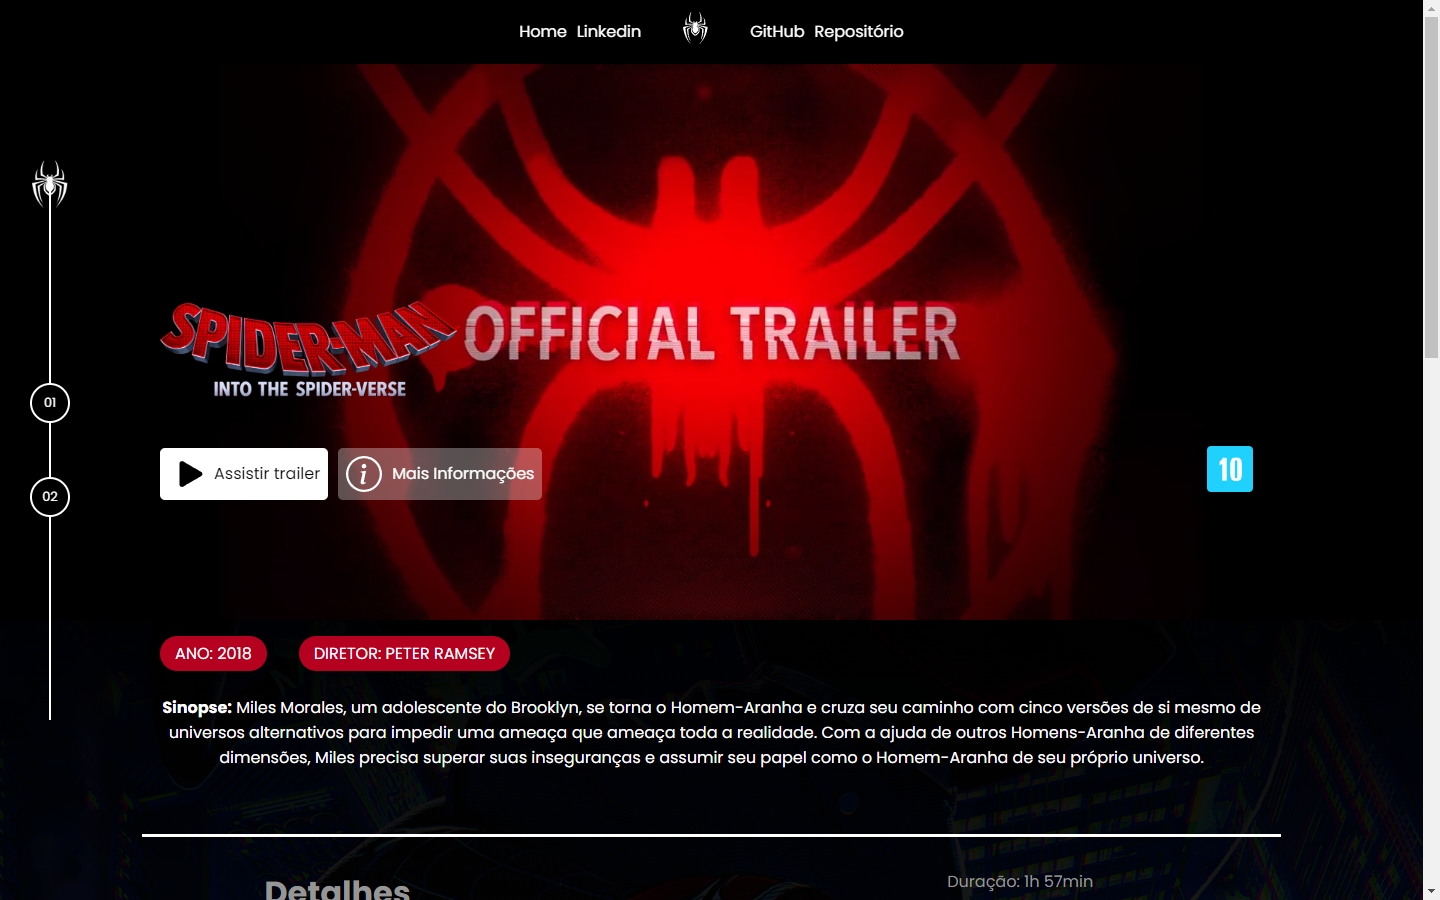 Home Linkedin GitHub Repositório
SPIDER-MAN
INTO THE SPIDER-VERSE
OFFICIAL TRAILER
01
02
Assistir trailer
i Mais Informações
10
ANO: 2018
DIRETOR: PETER RAMSEY
Sinopse: Miles Morales, um adolescente do Brooklyn, se torna o Homem-Aranha e cruza seu caminho com cinco versões de si mesmo de
universos alternativos para impedir uma ameaça que ameaça toda a realidade. Com a ajuda de outros Homens-Aranha de diferentes
dimensões, Miles precisa superar suas inseguranças e assumir seu papel como o Homem-Aranha de seu próprio universo.
Detalhes
Duração: 1h 57min